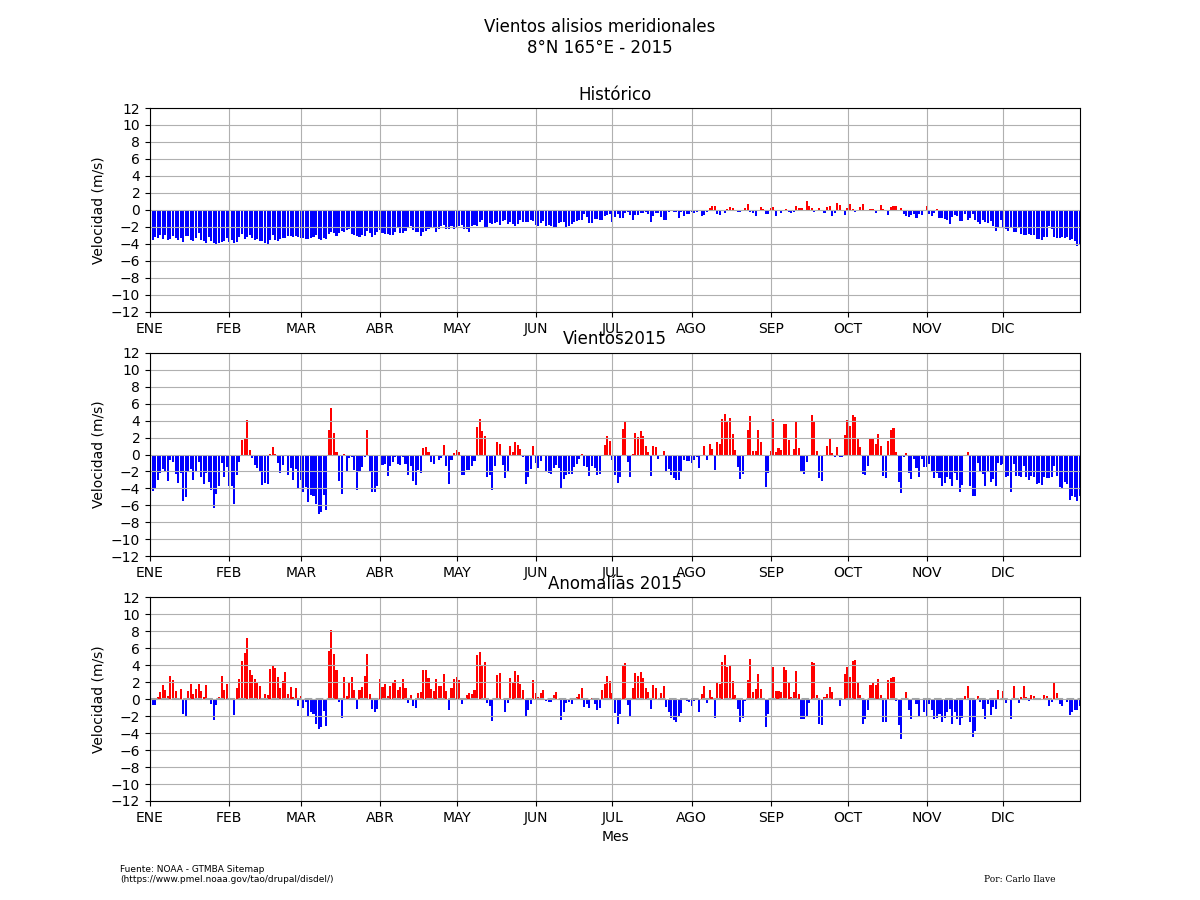 Vientos alisios meridionales
8°N 165°E - 2015
Histórico
12
10
8
6
4
2
0
−2
−4
−6
−8
−10
−12
Velocidad (m/s)
ENE FEB MAR ABR MAY JUN JUL AGO SEP OCT NOV DIC
Vientos2015
12
10
8
6
4
2
0
−2
−4
−6
−8
−10
−12
Velocidad (m/s)
ENE FEB MAR ABR MAY JUN JUL AGO SEP OCT NOV DIC
Anomalías 2015
12
10
8
6
4
2
0
−2
−4
−6
−8
−10
−12
Velocidad (m/s)
ENE FEB MAR ABR MAY JUN JUL AGO SEP OCT NOV DIC
Mes
Fuente: NOAA - GTMBA Sitemap
(https://www.pmel.noaa.gov/tao/drupal/disdel/)
Por: Carlo Ilave